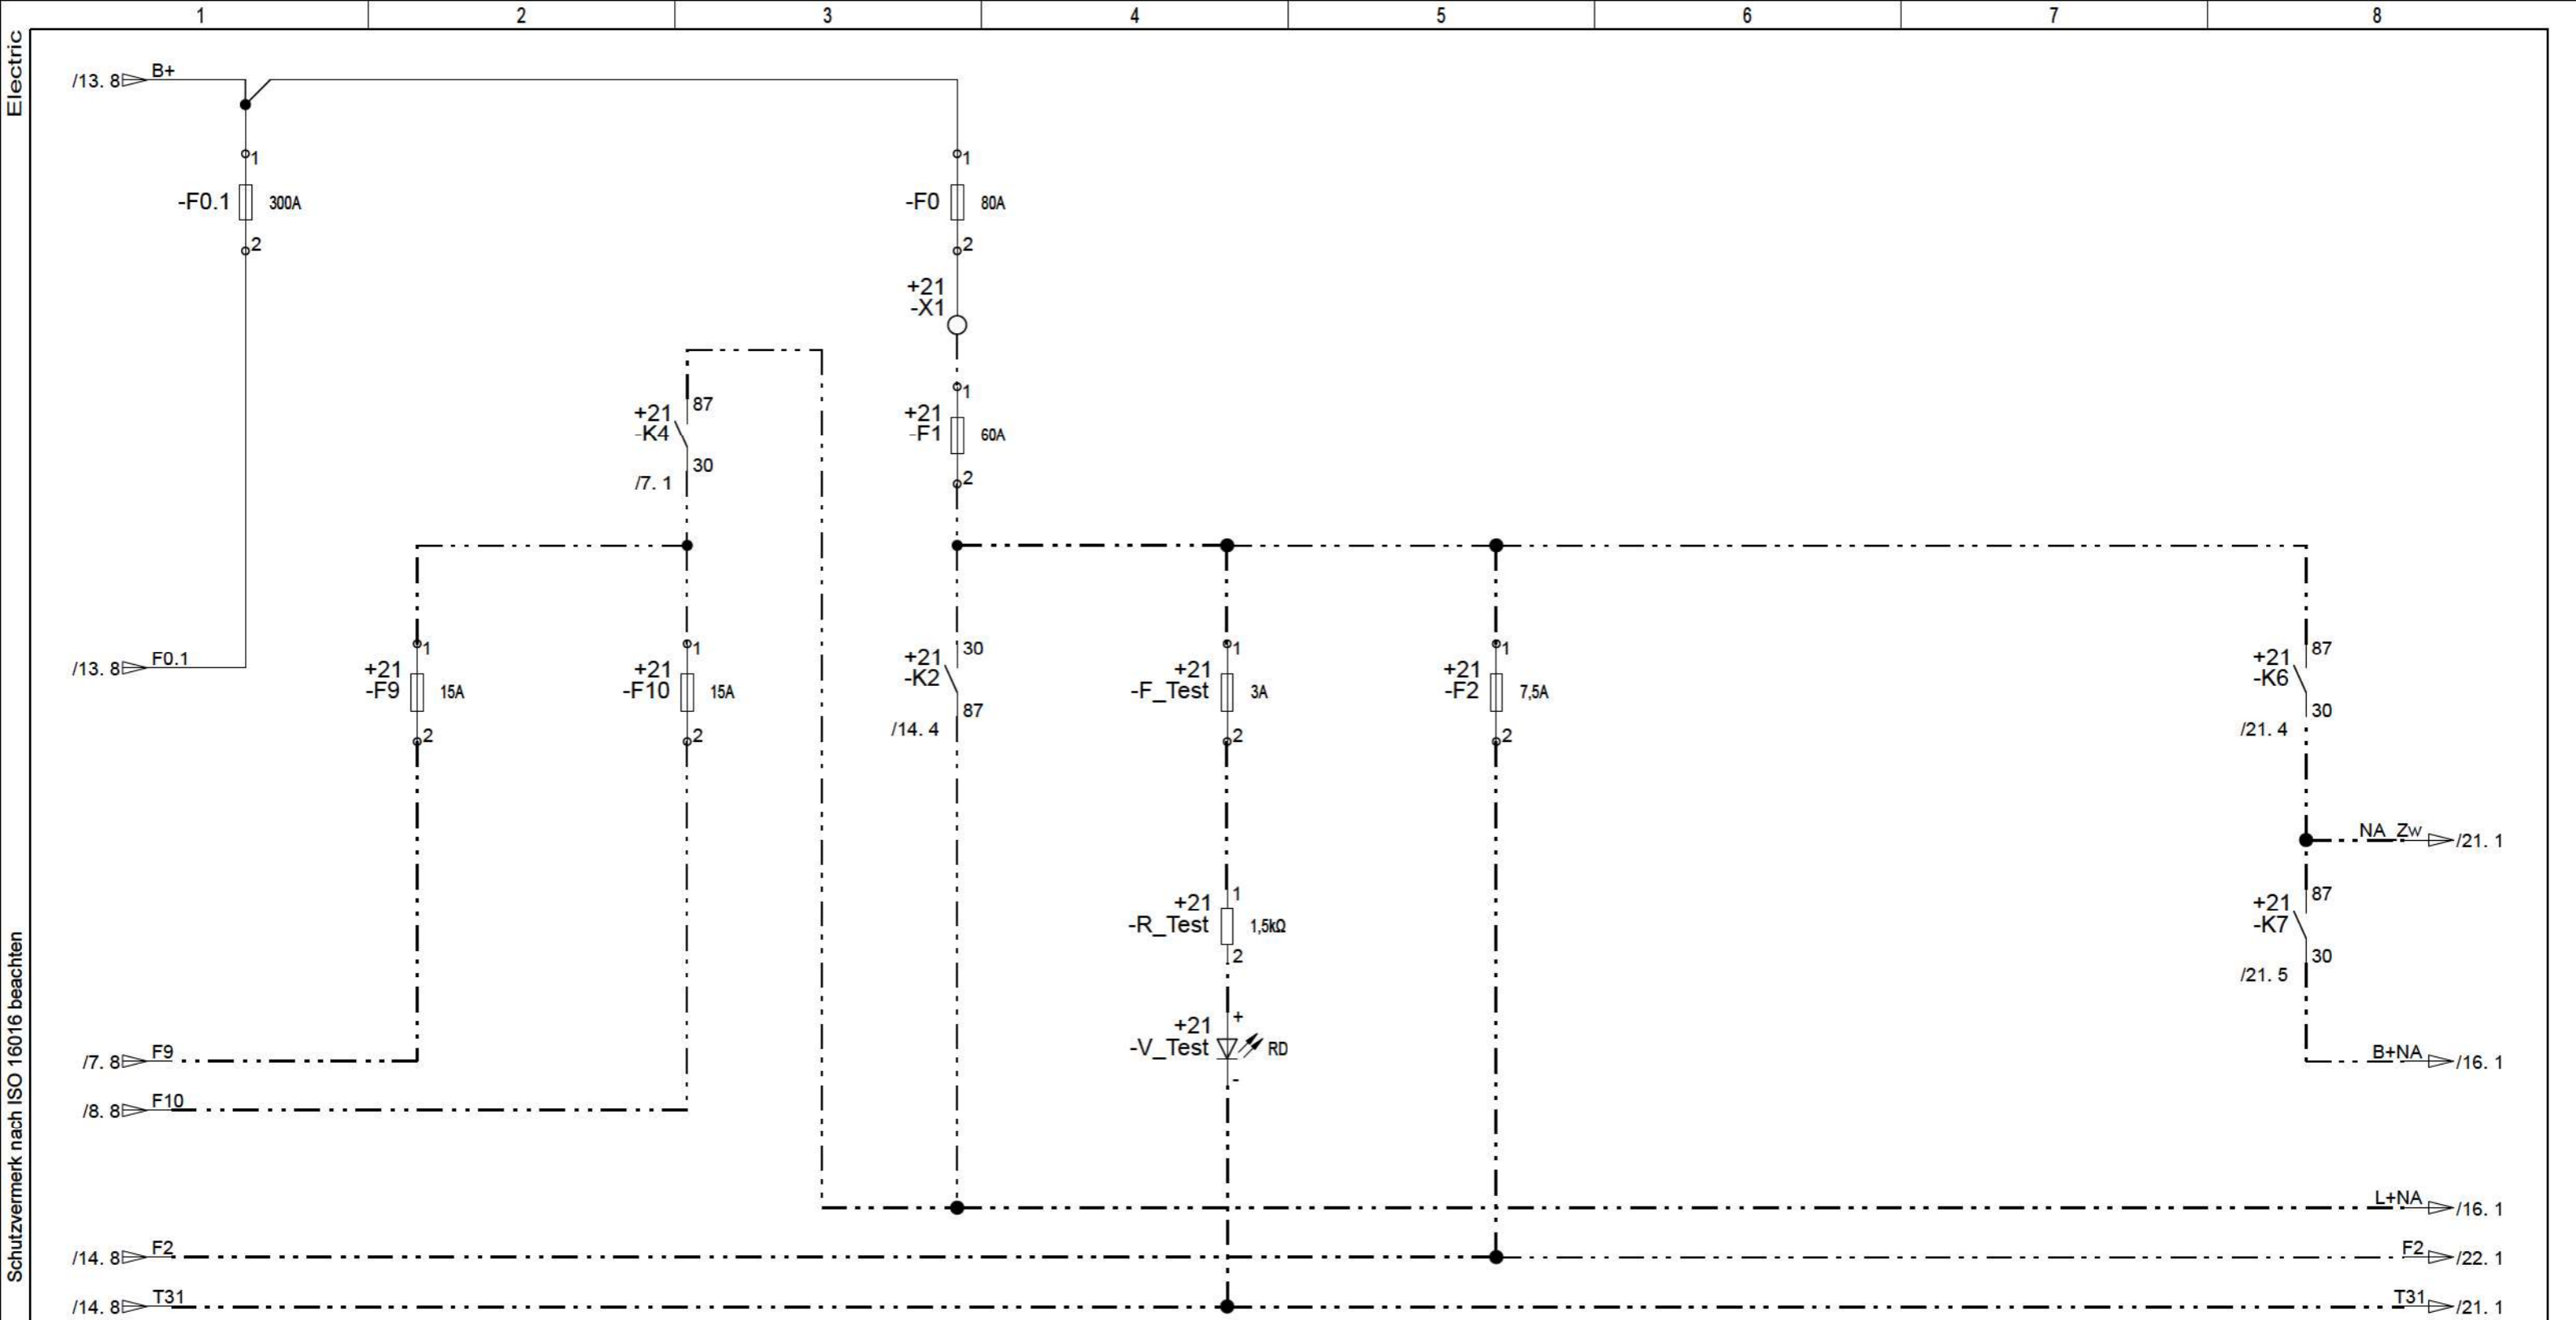 1 2 3 4 5 6 7 8
Electric
/13. 8 B+
1 1
-F0.1 300A -F0 80A
2 2
+21
-X1
1
87
+21 +21
-K4 -F1 60A
30
2
/7. 1
1 1 30 1 1 87
/13. 8 F0.1
+21 +21 +21 +21 +21 +21
-F9 15A -F10 15A -K2 -F_Test 3A -F2 7,5A -K6
87 30
/14. 4 /21. 4
2 2 2 2
NA_Zw /21. 1
1 87
+21 +21
-R_Test 1,5kΩ -K7
2 30
/21. 5
Schutzvermerk nach ISO 16016 beachten
+
+21
-V_Test RD
/7. 8 F9 B+NA /16. 1
-
/8. 8 F10
L+NA /16. 1
/14. 8 F2 F2 /22. 1
/14. 8 T31 T31 /21. 1